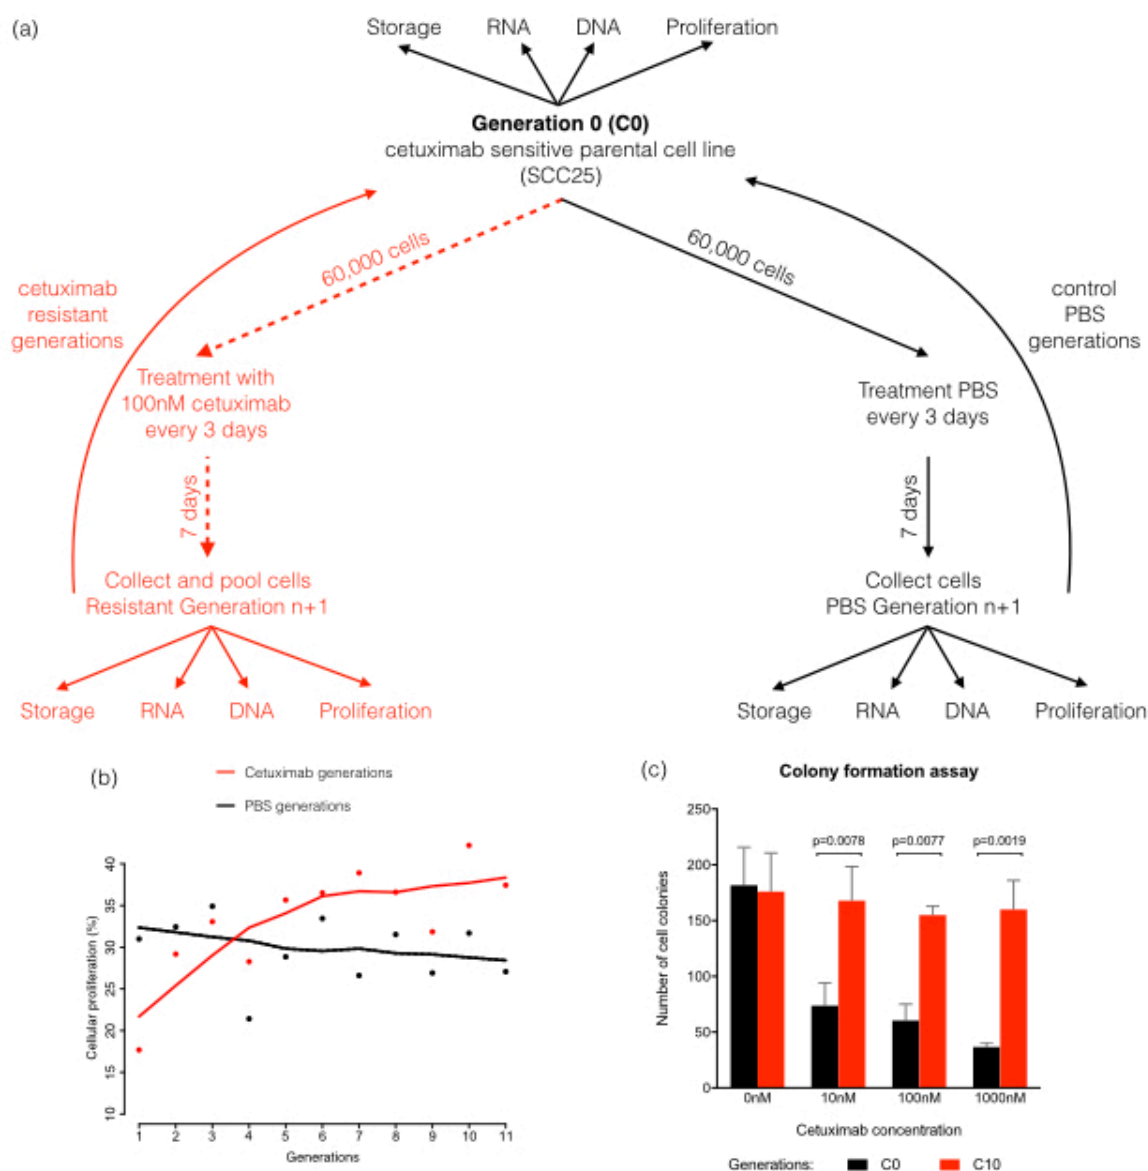 (a)
Storage RNA DNA Proliferation
Generation 0 (C0)
cetuximab sensitive parental cell line
(SCC25)
60,000 cells
60,000 cells
cetuximab
resistant
generations
control
PBS
generations
Treatment with
100nM cetuximab
every 3 days
Treatment PBS
every 3 days
7 days
7 days
Collect and pool cells
Resistant Generation n+1
Collect cells
PBS Generation n+1
Storage RNA DNA Proliferation
Storage RNA DNA Proliferation
(b)
Cetuximab generations
PBS generations
Cellular proliferation (%)
40
35
30
25
20
15
10
1 2 3 4 5 6 7 8 9 10 11
Generations
(c)
Colony formation assay
Number of cell colonies
250
200
150
100
50
0
p=0.0078 p=0.0077 p=0.0019
0nM 10nM 100nM 1000nM
Cetuximab concentration
Generations: C0 C10